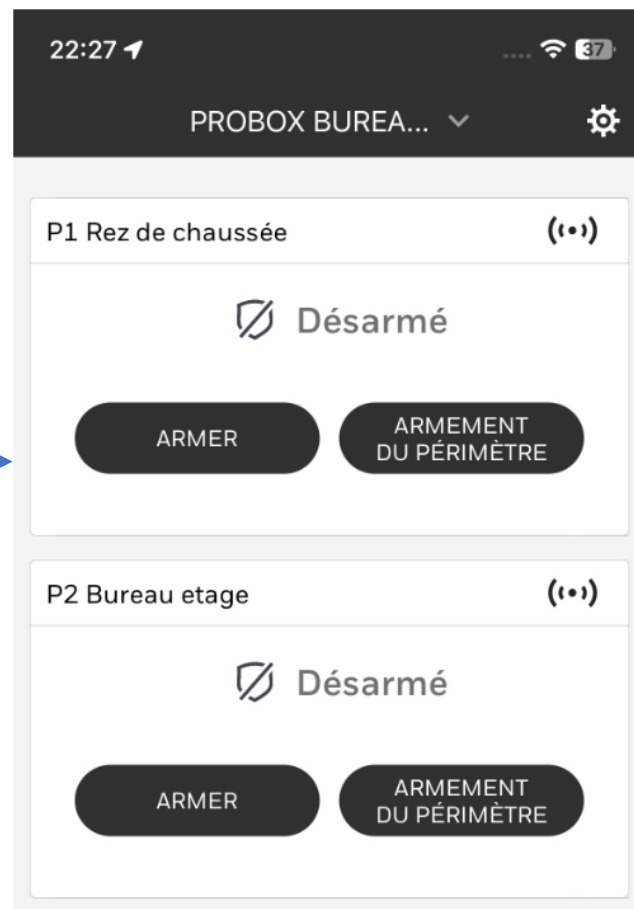 22:27
37
PROBOX BUREA...
P1 Rez de chaussée
Désarmé
ARMER
ARMEMENT
DU PÉRIMÈTRE
P2 Bureau etage
Désarmé
ARMER
ARMEMENT
DU PÉRIMÈTRE